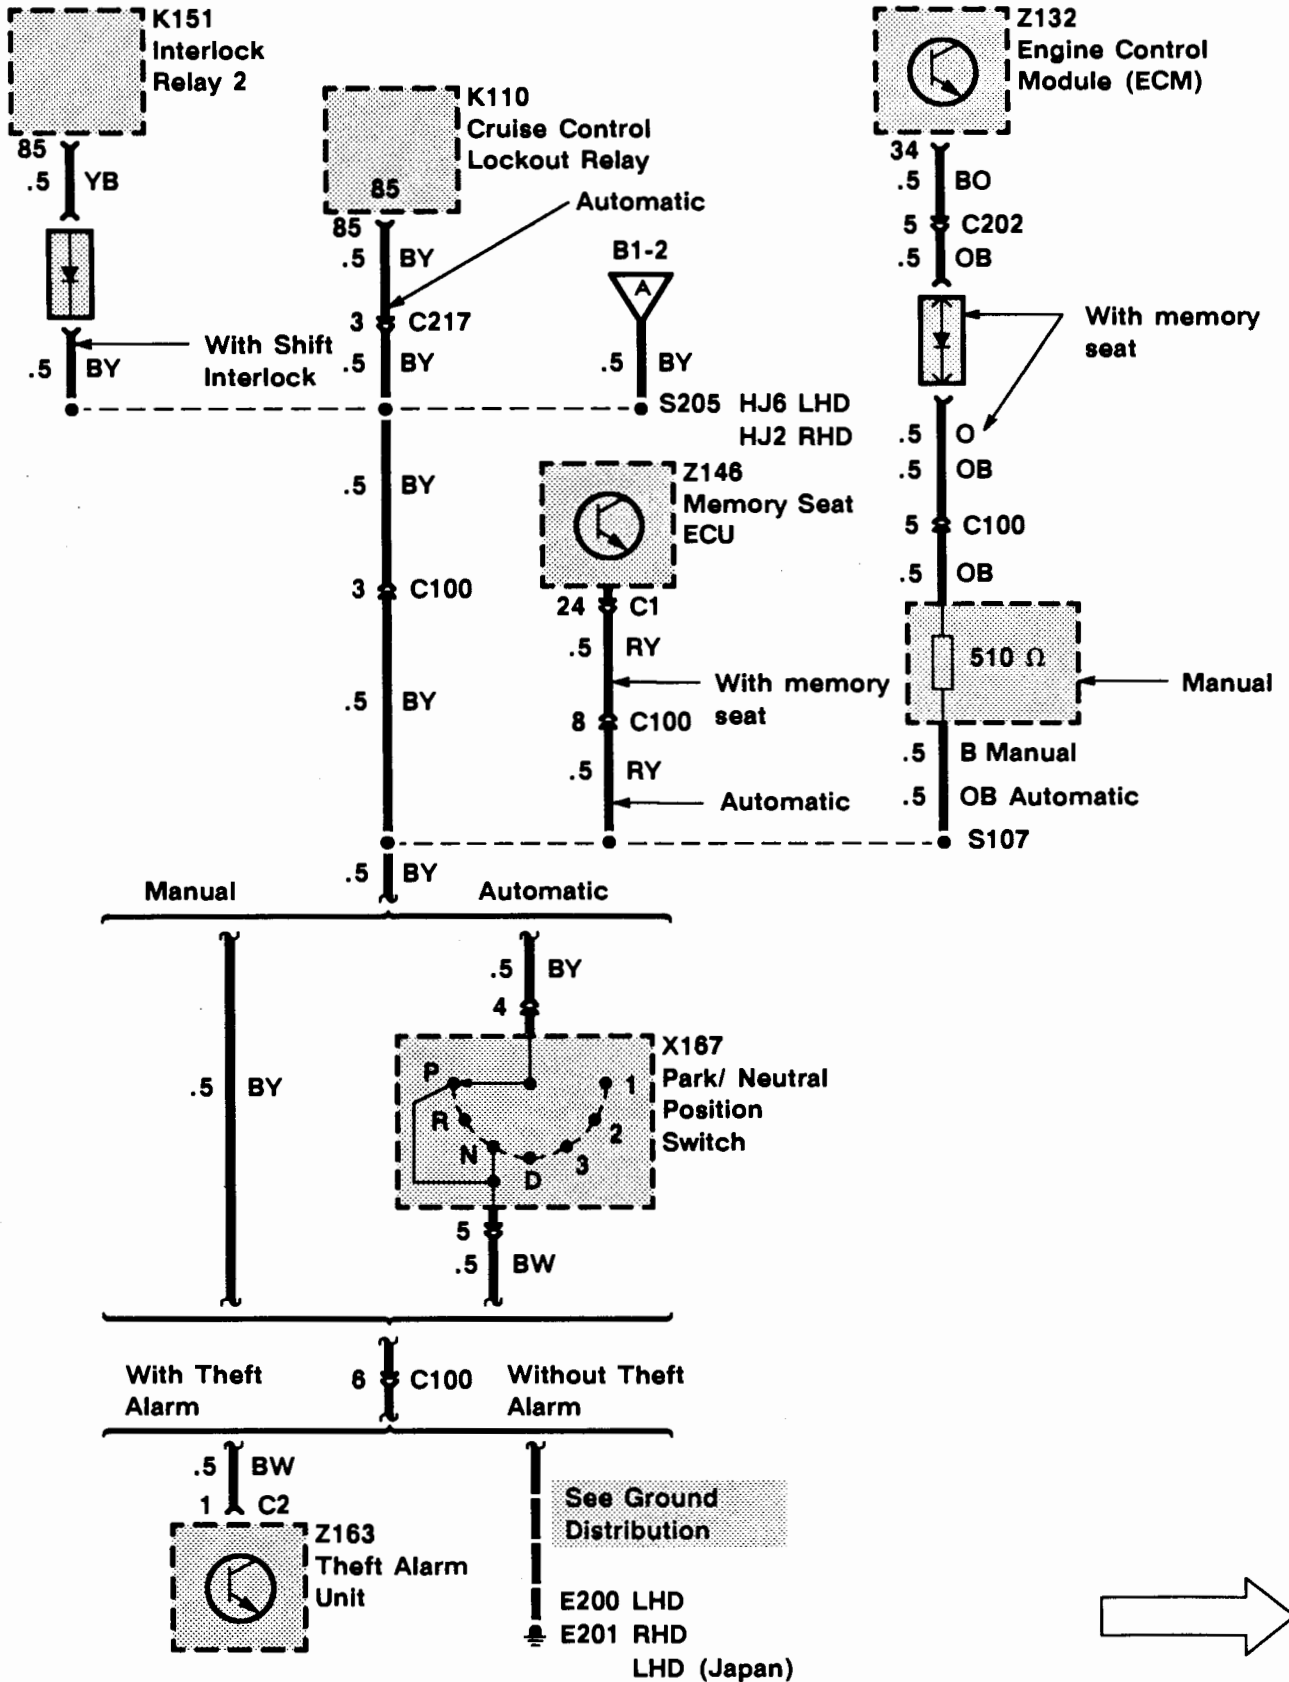 K151
Interlock
Relay 2
85
.5 YB
.5 BY
With Shift
Interlock
K110
Cruise Control
Lockout Relay
85
85
.5 BY
Automatic
3 C217
.5 BY
B1-2
A
.5 BY
S205 HJ6 LHD
HJ2 RHD
Z132
Engine Control
Module (ECM)
34
.5 BO
5 C202
.5 OB
With memory
seat
.5 O
.5 OB
5 C100
.5 OB
510 Ω
Manual
.5 B Manual
.5 OB Automatic
S107
.5 BY
3 C100
.5 BY
Z146
Memory Seat
ECU
24 C1
.5 RY
With memory
seat
8 C100
.5 RY
Automatic
.5 BY
Manual
Automatic
.5 BY
.5 BY
4
X167
Park/ Neutral
Position
Switch
P
R
N
D
3
2
1
5
.5 BW
6 C100
With Theft
Alarm
Without Theft
Alarm
.5 BW
1 C2
Z163
Theft Alarm
Unit
See Ground
Distribution
E200 LHD
E201 RHD
LHD (Japan)